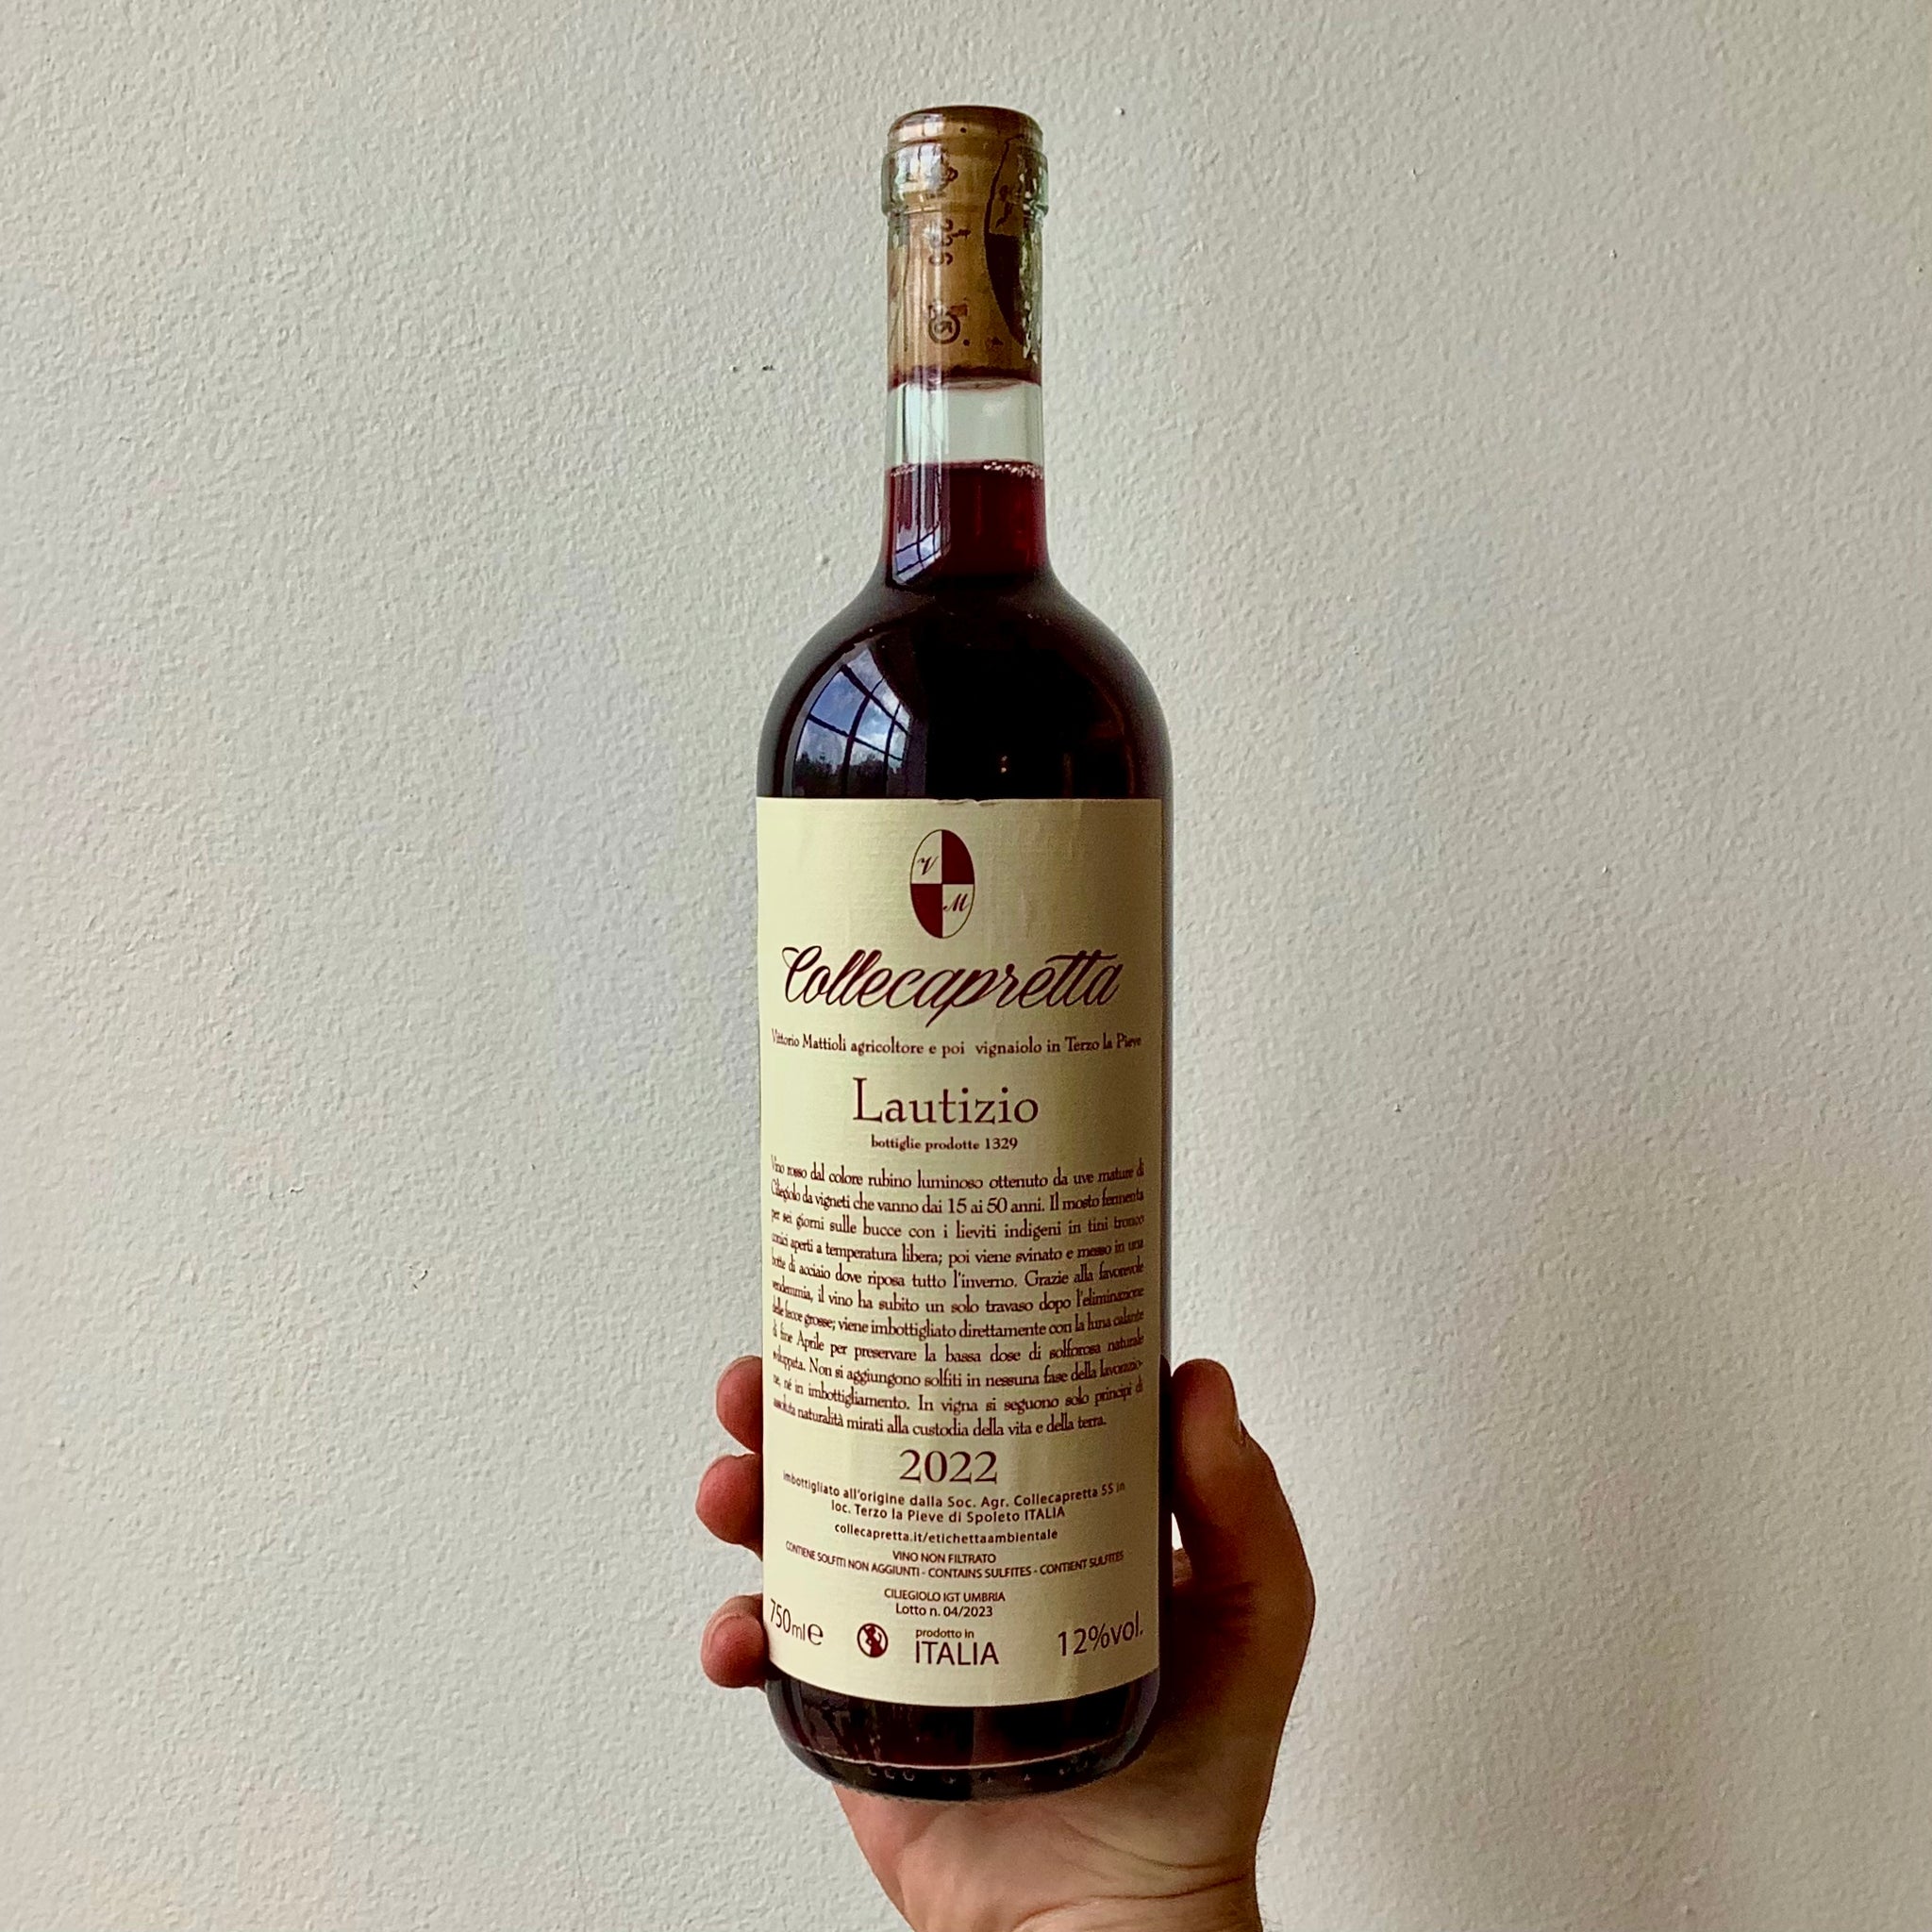 V
M
Collecapretta
Vittorio Mattioli agricoltore e poi vignaiolo in Terzo la Pieve
Lautizio
bottiglie prodotte 1329
Vino rosso dal colore rubino luminoso ottenuto da uve mature di
Ciliegiolo da vigneti che vanno dai 15 ai 50 anni. Il mosto fermenta
per sei giorni sulle bucce con i lieviti indigeni in tini tronco
conici aperti a temperatura libera; poi viene svinato e messo in una
botte di acciaio dove riposa tutto l'inverno. Grazie alla favorevole
vendemmia, il vino ha subito un solo travaso dopo l'eliminazione
delle fecce grosse; viene imbottigliato direttamente con la luna calante
di fine Aprile per preservare la bassa dose di solforosa naturale
sviluppata. Non si aggiungono solfiti in nessuna fase della lavorazio-
ne, né in imbottigliamento. In vigna si seguono solo principi di
assoluta naturalità mirati alla custodia della vita e della terra.
2022
imbottigliato all'origine dalla Soc. Agr. Collecapretta SS in
loc. Terzo la Pieve di Spoleto ITALIA
collecapretta.it/etichettaambientale
VINO NON FILTRATO
CONTIENE SOLFITI NON AGGIUNTI - CONTAINS SULFITES - CONTIENT SULFITES
CILIEGIOLO IGT UMBRIA
Lotto n. 04/2023
750ml e
prodotto in
ITALIA
12%vol.